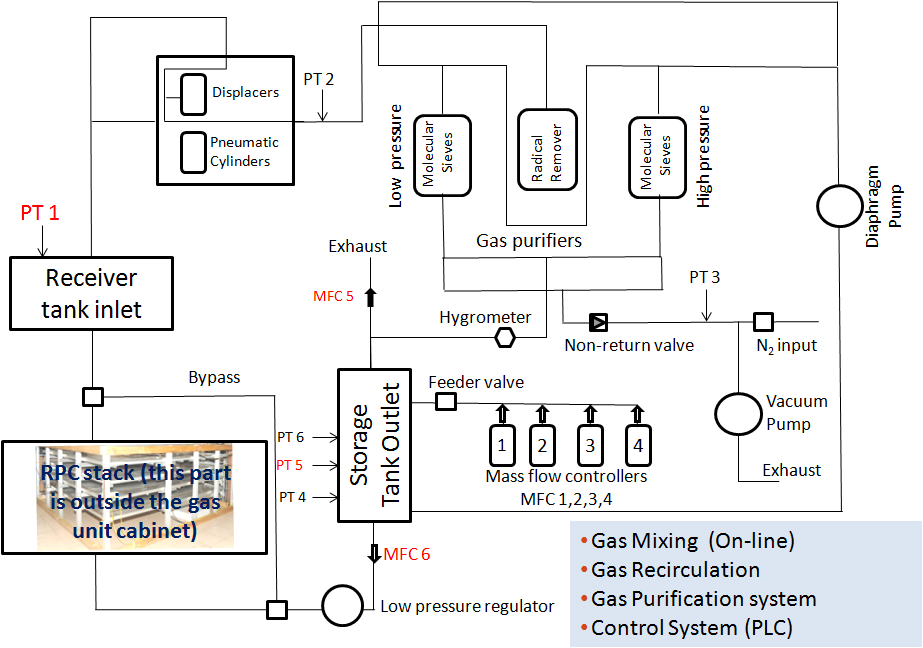 PT 2
Displacers
Pneumatic
Cylinders
Low pressure
Molecular
Sieves
Radical
Remover
Molecular
Sieves
High pressure
Diaphragm
Pump
PT 1
Receiver
tank inlet
Exhaust
Gas purifiers
MFC 5
PT 3
Hygrometer
Non-return valve
N2 input
Bypass
Feeder valve
Storage
Tank Outlet
Vacuum
Pump
PT 6
PT 5
PT 4
1
2
3
4
Mass flow controllers
MFC 1,2,3,4
Exhaust
RPC stack (this part
is outside the gas
unit cabinet)
MFC 6
Low pressure regulator
•Gas Mixing (On-line)
•Gas Recirculation
•Gas Purification system
•Control System (PLC)